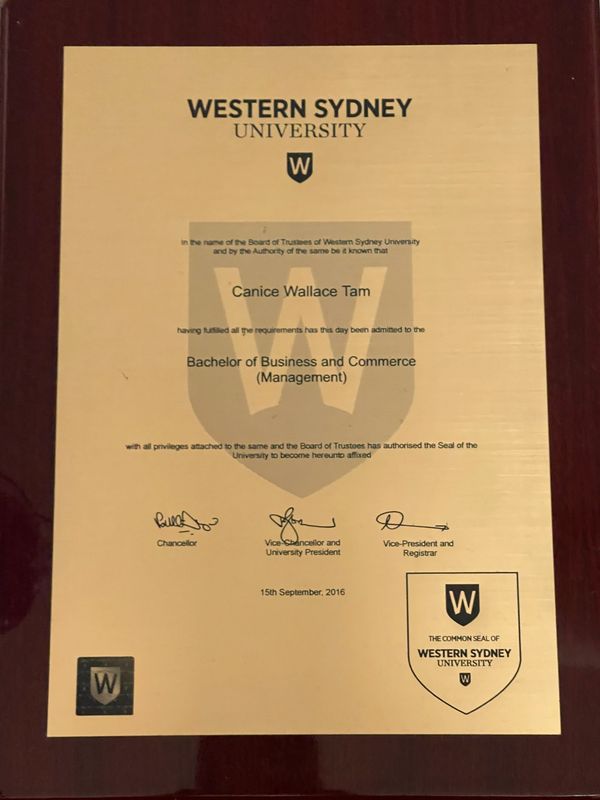 WESTERN SYDNEY
UNIVERSITY
W
In the name of the Board of Trustees of Western Sydney University
and by the Authority of the same be it known that
W
Canice Wallace Tam
having fulfilled all the requirements has this day been admitted to the
Bachelor of Business and Commerce
(Management)
with all privileges attached to the same and the Board of Trustees has authorised the Seal of the
University to become hereunto affixed
Chancellor
Vice-Chancellor and
University President
Vice-President and
Registrar
15th September, 2016
W
THE COMMON SEAL OF
WESTERN SYDNEY
UNIVERSITY
W
W